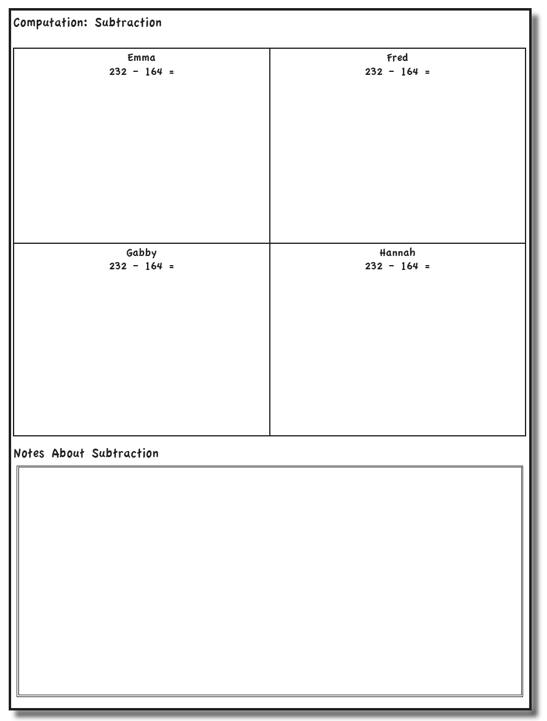 Computation: Subtraction
Emma
232 - 164 =
Fred
232 - 164 =
Gabby
232 - 164 =
Hannah
232 - 164 =
Notes About Subtraction